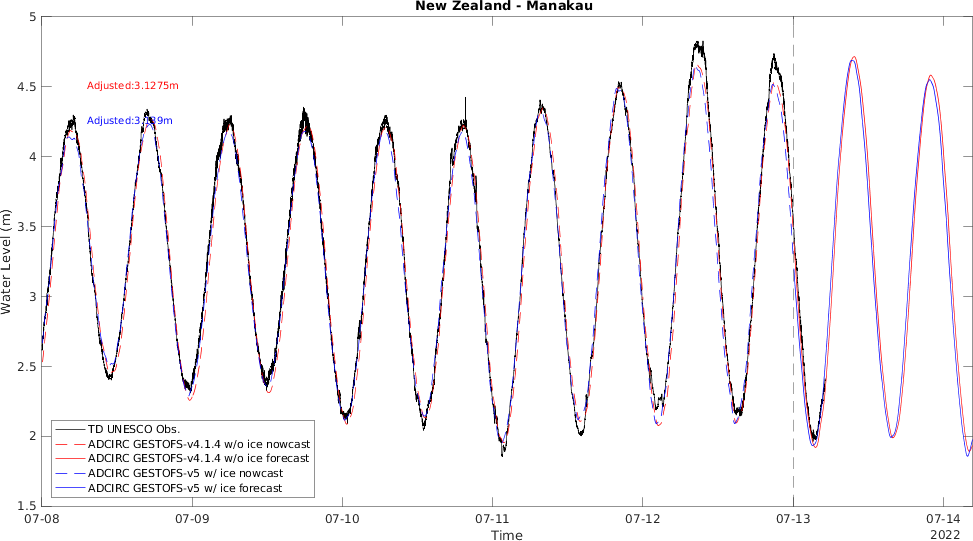 New Zealand - Manakau
5
4.5
4
3.5
3
2.5
2
1.5
Water Level (m)
Adjusted:3.1275m
TD UNESCO Obs.
ADCIRC GESTOFS-v4.1.4 w/o ice nowcast
ADCIRC GESTOFS-v4.1.4 w/o ice forecast
ADCIRC GESTOFS-v5 w/ ice nowcast
ADCIRC GESTOFS-v5 w/ ice forecast
07-08
07-09
07-10
07-11
07-12
07-13
07-14
Time
2022